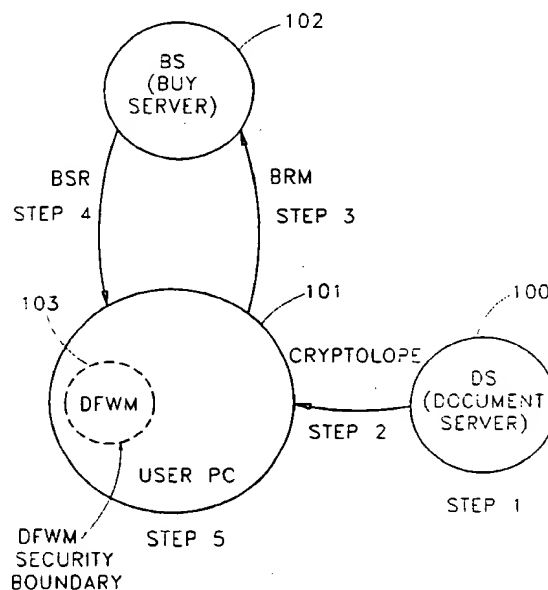 102
BS
(BUY
SERVER)
BSR
STEP 4
BRM
STEP 3
103
101
100
CRYPTOLOPE
DS
(DOCUMENT
SERVER)
DFWM
STEP 2
USER PC
STEP 1
DFWM
SECURITY
BOUNDARY
STEP 5